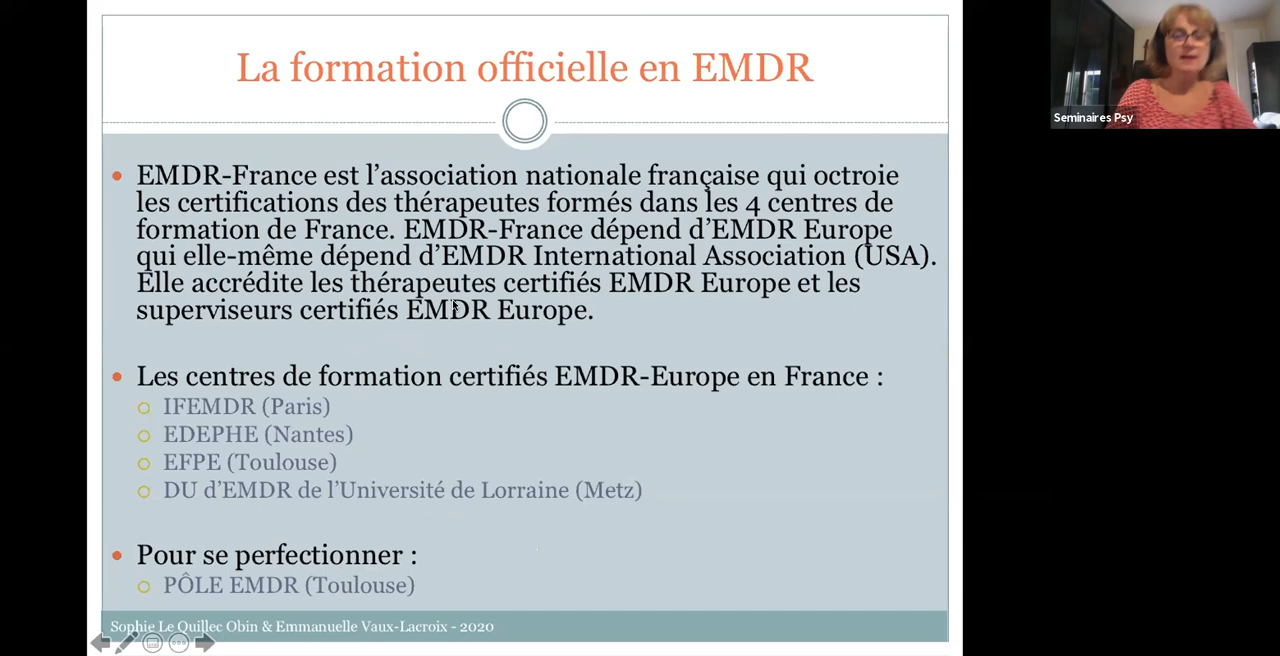 La formation officielle en EMDR
Seminaires Psy
• EMDR-France est l’association nationale française qui octroie
les certifications des thérapeutes formés dans les 4 centres de
formation de France. EMDR-France dépend d’EMDR Europe
qui elle-même dépend d’EMDR International Association (USA).
Elle accrédite les thérapeutes certifiés EMDR Europe et les
superviseurs certifiés EMDR Europe.
• Les centres de formation certifiés EMDR-Europe en France :
IFEMDR (Paris)
EDEPHE (Nantes)
EFPE (Toulouse)
DU d’EMDR de l’Université de Lorraine (Metz)
• Pour se perfectionner :
PÔLE EMDR (Toulouse)
Sophie Le Quillec Obin & Emmanuelle Vaux-Lacroix - 2020